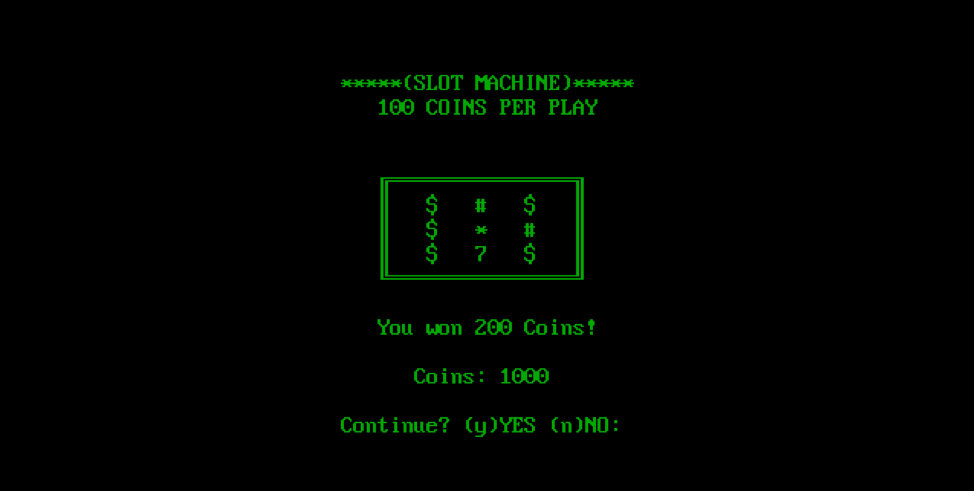 *****(SLOT MACHINE)*****
100 COINS PER PLAY
$ # $
$ * #
$ 7 $
You won 200 Coins!
Coins: 1000
Continue? (y)YES (n)NO: